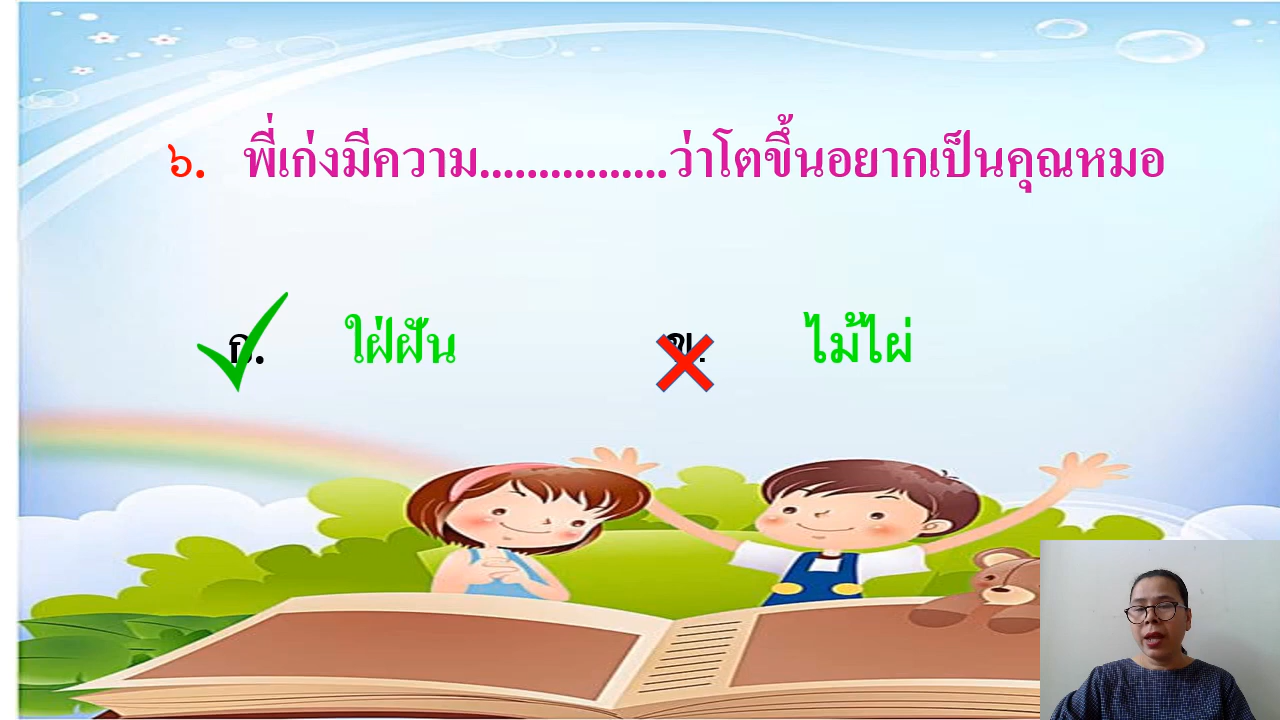 ๖. พี่เก่งมีความ................ว่าโตขึ้นอยากเป็นคุณหมอ
ก. ใฝ่ฝัน ข. ไม้ไผ่